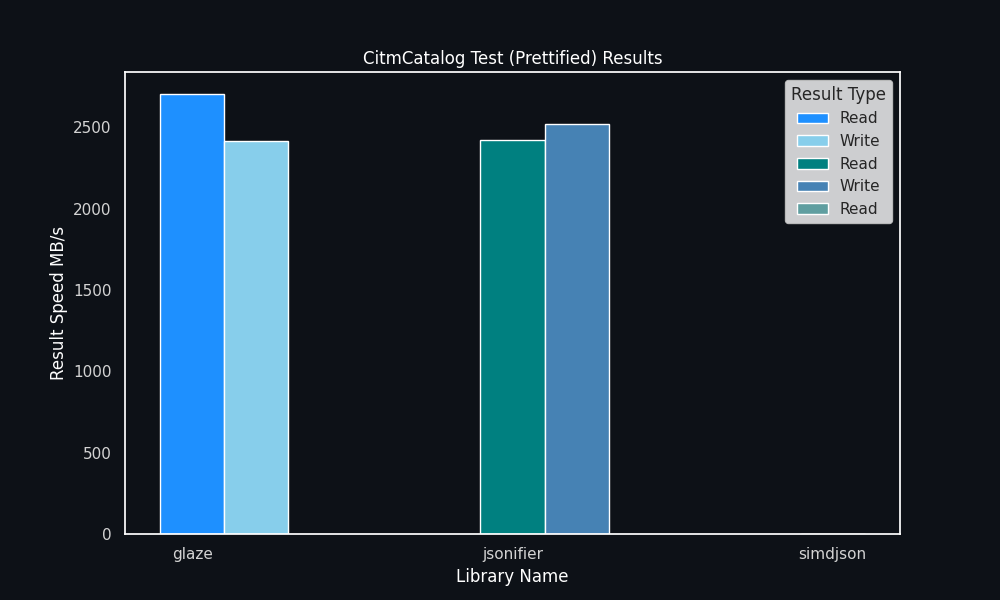 CitmCatalog Test (Prettified) Results
Result Type
Read
Write
Read
Write
Read
2500
2000
1500
1000
500
0
Result Speed MB/s
glaze
jsonifier
simdjson
Library Name